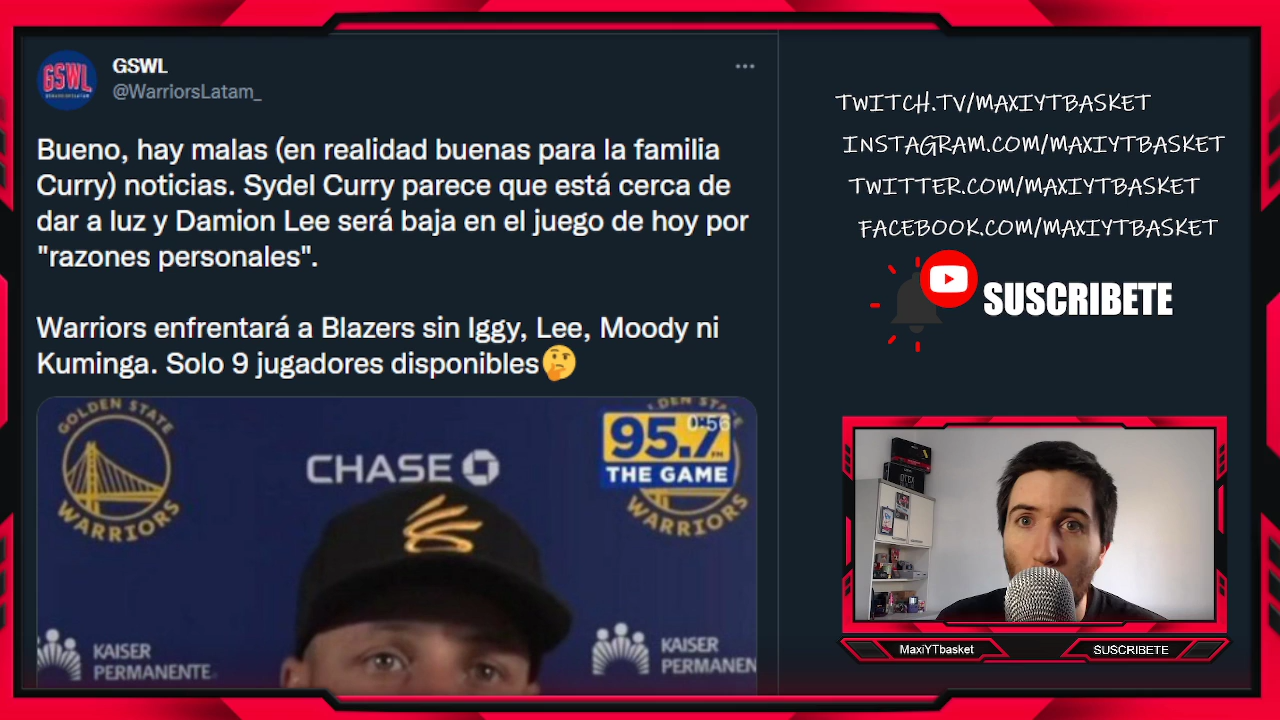 GSWL
@WarriorsLatam_
Bueno, hay malas (en realidad buenas para la familia
Curry) noticias. Sydel Curry parece que está cerca de
dar a luz y Damion Lee será baja en el juego de hoy por
"razones personales".
Warriors enfrentará a Blazers sin Iggy, Lee, Moody ni
Kuminga. Solo 9 jugadores disponibles🤔
GOLDEN STATE
WARRIORS
CHASE
95.7 FM
THE GAME
0:56
DEN STA
WARRIORS
KAISER
PERMANENTE
KAISER
PERMANEN
TWITCH.TV/MAXIYTBASKET
INSTAGRAM.COM/MAXIYTBASKET
TWITTER.COM/MAXIYTBASKET
FACEBOOK.COM/MAXIYTBASKET
SUSCRIBETE
MaxiYTbasket
SUSCRIBETE